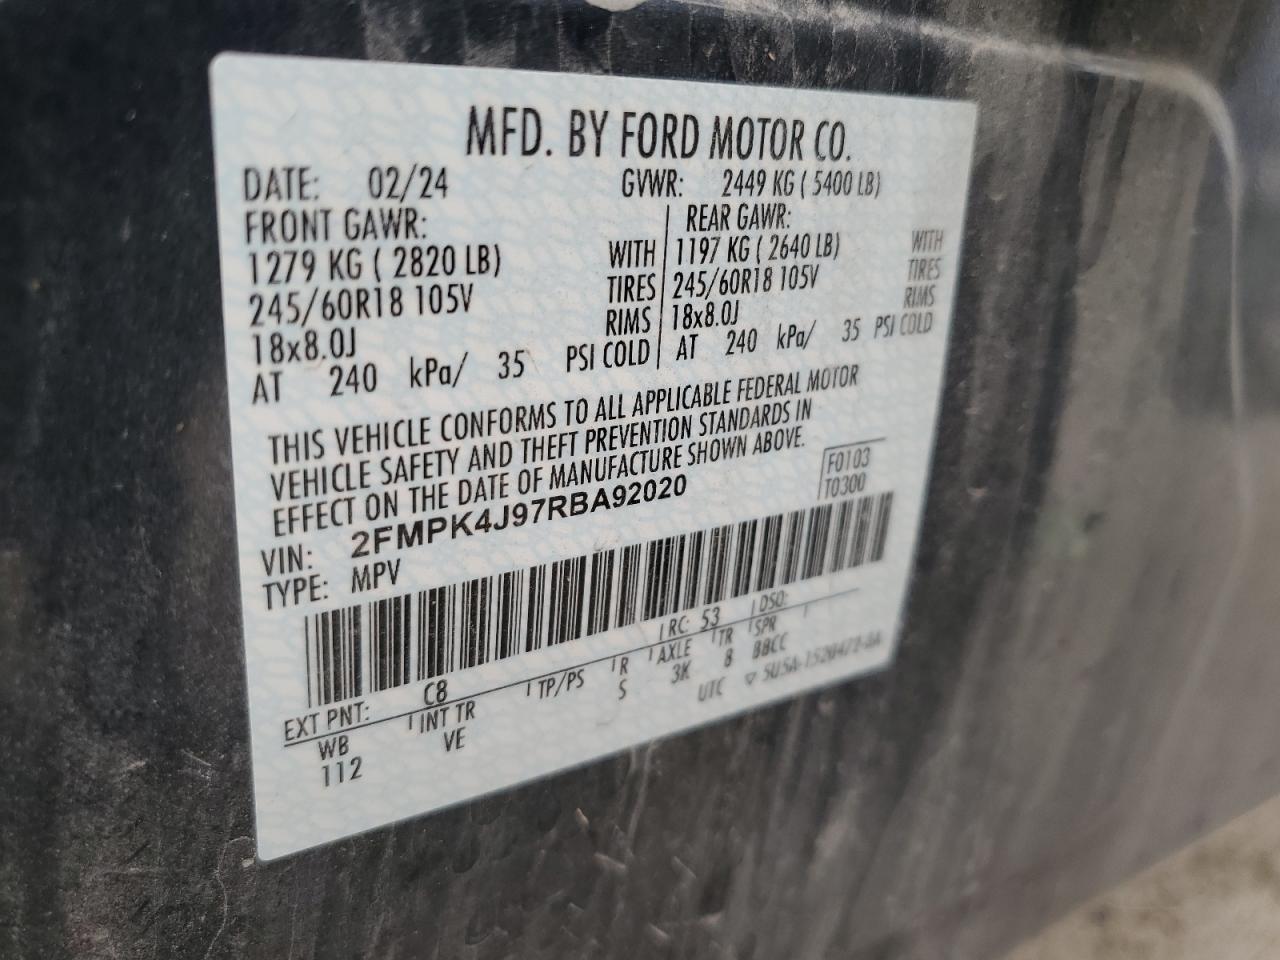 MFD. BY FORD MOTOR CO.
DATE: 02/24 GVWR: 2449 KG ( 5400 LB)
FRONT GAWR: REAR GAWR:
1279 KG ( 2820 LB) WITH 1197 KG ( 2640 LB) WITH
245/60R18 105V TIRES 245/60R18 105V TIRES
18x8.0J RIMS 18x8.0J RIMS
AT 240 kPa/ 35 PSI COLD AT 240 kPa/ 35 PSI COLD
THIS VEHICLE CONFORMS TO ALL APPLICABLE FEDERAL MOTOR
VEHICLE SAFETY AND THEFT PREVENTION STANDARDS IN
EFFECT ON THE DATE OF MANUFACTURE SHOWN ABOVE.
F0103
T0300
VIN: 2FMPK4J97RBA92020
TYPE: MPV
EXT PNT: C8 RC: 53 DSO:
WB INT TR TP/PS R AXLE TR SPR
112 VE S 3K 8 BBCC
UTC